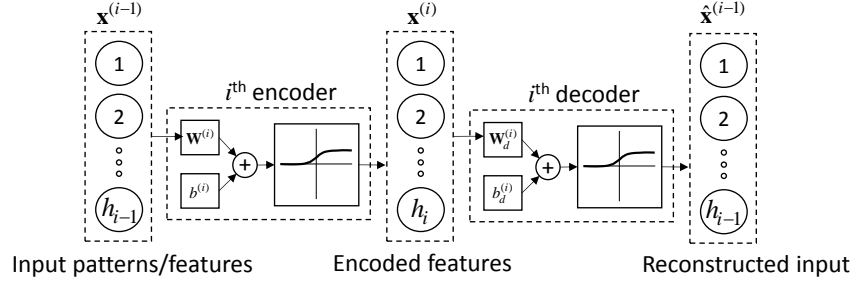 x^(i−1)
x^(i)
x̂^(i−1)
1
2
h_{i−1}
i^th encoder
W^(i)
b^(i)
+
1
2
h_i
i^th decoder
W_d^(i)
b_d^(i)
+
1
2
h_{i−1}
Input patterns/features
Encoded features
Reconstructed input